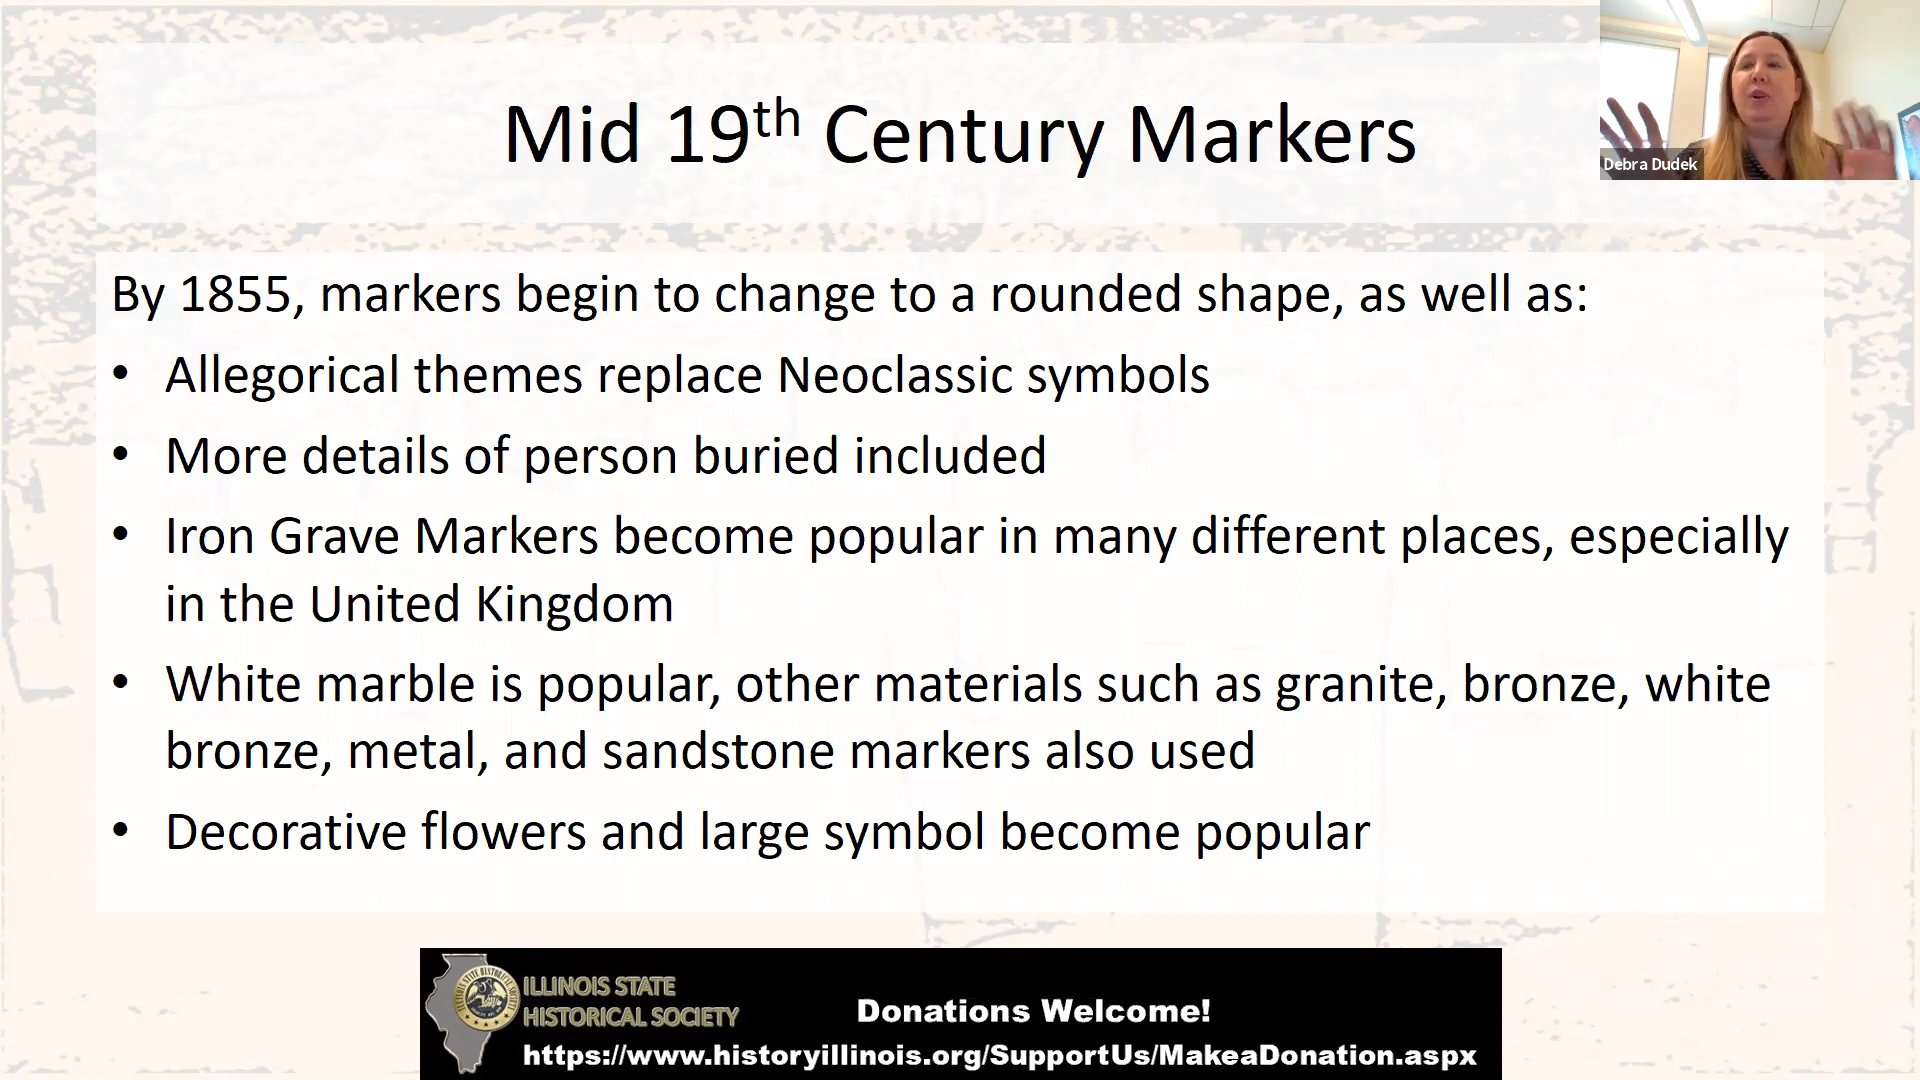 Mid 19th Century Markers
Debra Dudek
By 1855, markers begin to change to a rounded shape, as well as:
• Allegorical themes replace Neoclassic symbols
• More details of person buried included
• Iron Grave Markers become popular in many different places, especially
in the United Kingdom
• White marble is popular, other materials such as granite, bronze, white
bronze, metal, and sandstone markers also used
• Decorative flowers and large symbol become popular
ILLINOIS STATE
HISTORICAL SOCIETY
Donations Welcome!
https://www.historyillinois.org/SupportUs/MakeaDonation.aspx